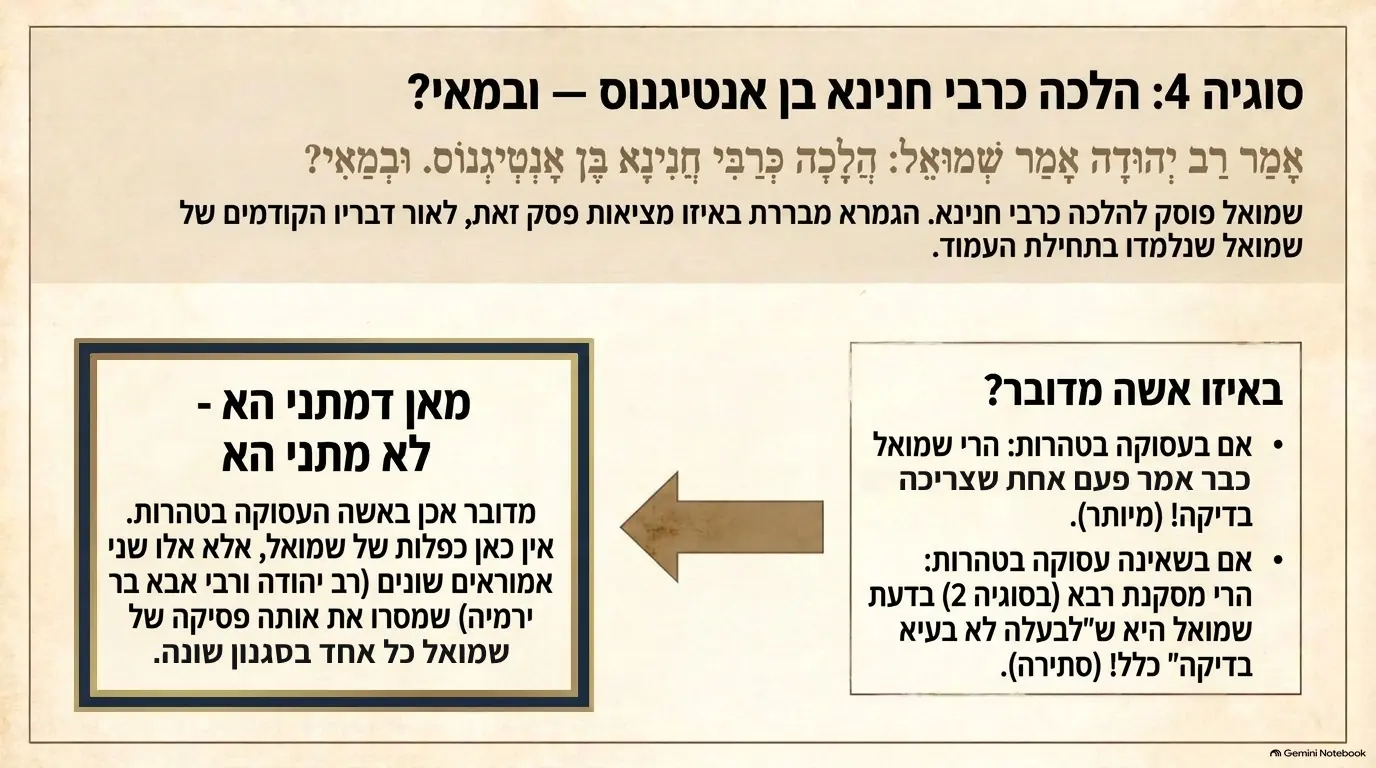 סוגיה 4: הלכה כרבי חנינא בן אנטיגנוס – ובמאי?
אָמַר רַב יְהוּדָה אָמַר שְׁמוּאֵל: הֲלָכָה כְּרַבִּי חֲנִינָא בֶּן אָנְטִיגְנוֹס. וּבְמַאִי?
שמואל פוסק להלכה כרבי חנינא. הגמרא מבררת באיזו מציאות פסק זאת, לאור דבריו הקודמים של
שמואל שנלמדו בתחילת העמוד.
באיזו אשה מדובר?
• אם בעסוקה בטהרות: הרי שמואל
כבר אמר פעם אחת שצריכה
בדיקה! (מיותר).
• אם בשאינה עסוקה בטהרות:
הרי מסקנת רבא (בסוגיה 2) בדעת
שמואל היא ש"לבעלה לא בעיא
בדיקה" כלל! (סתירה).
מאן דמתני הא -
לא מתני הא
מדובר אכן באשה העסוקה בטהרות.
אין כאן כפלות של שמואל, אלא אלו שני
אמוראים שונים (רב יהודה ורבי אבא בר
ירמיה) שמסרו את אותה פסיקה של
שמואל כל אחד בסגנון שונה.
Gemini Notebook